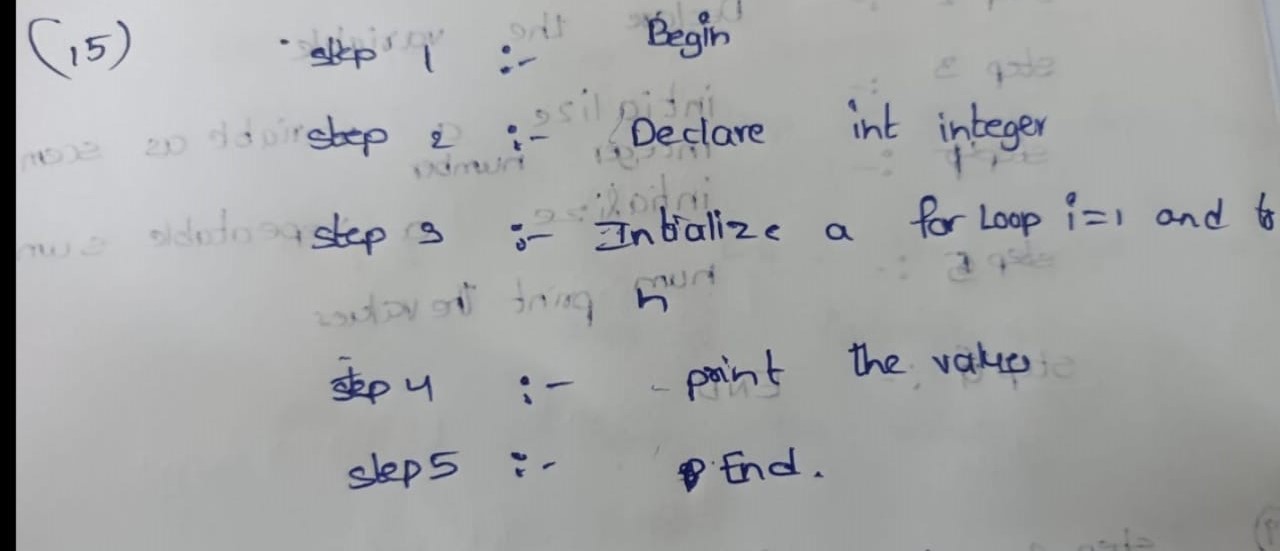 (15) step 1 :- Begin
step 2 :- Declare int integer
step 3 :- Intialize a for Loop i=1 and to
n
step 4 :- print the value
step 5 :- End.